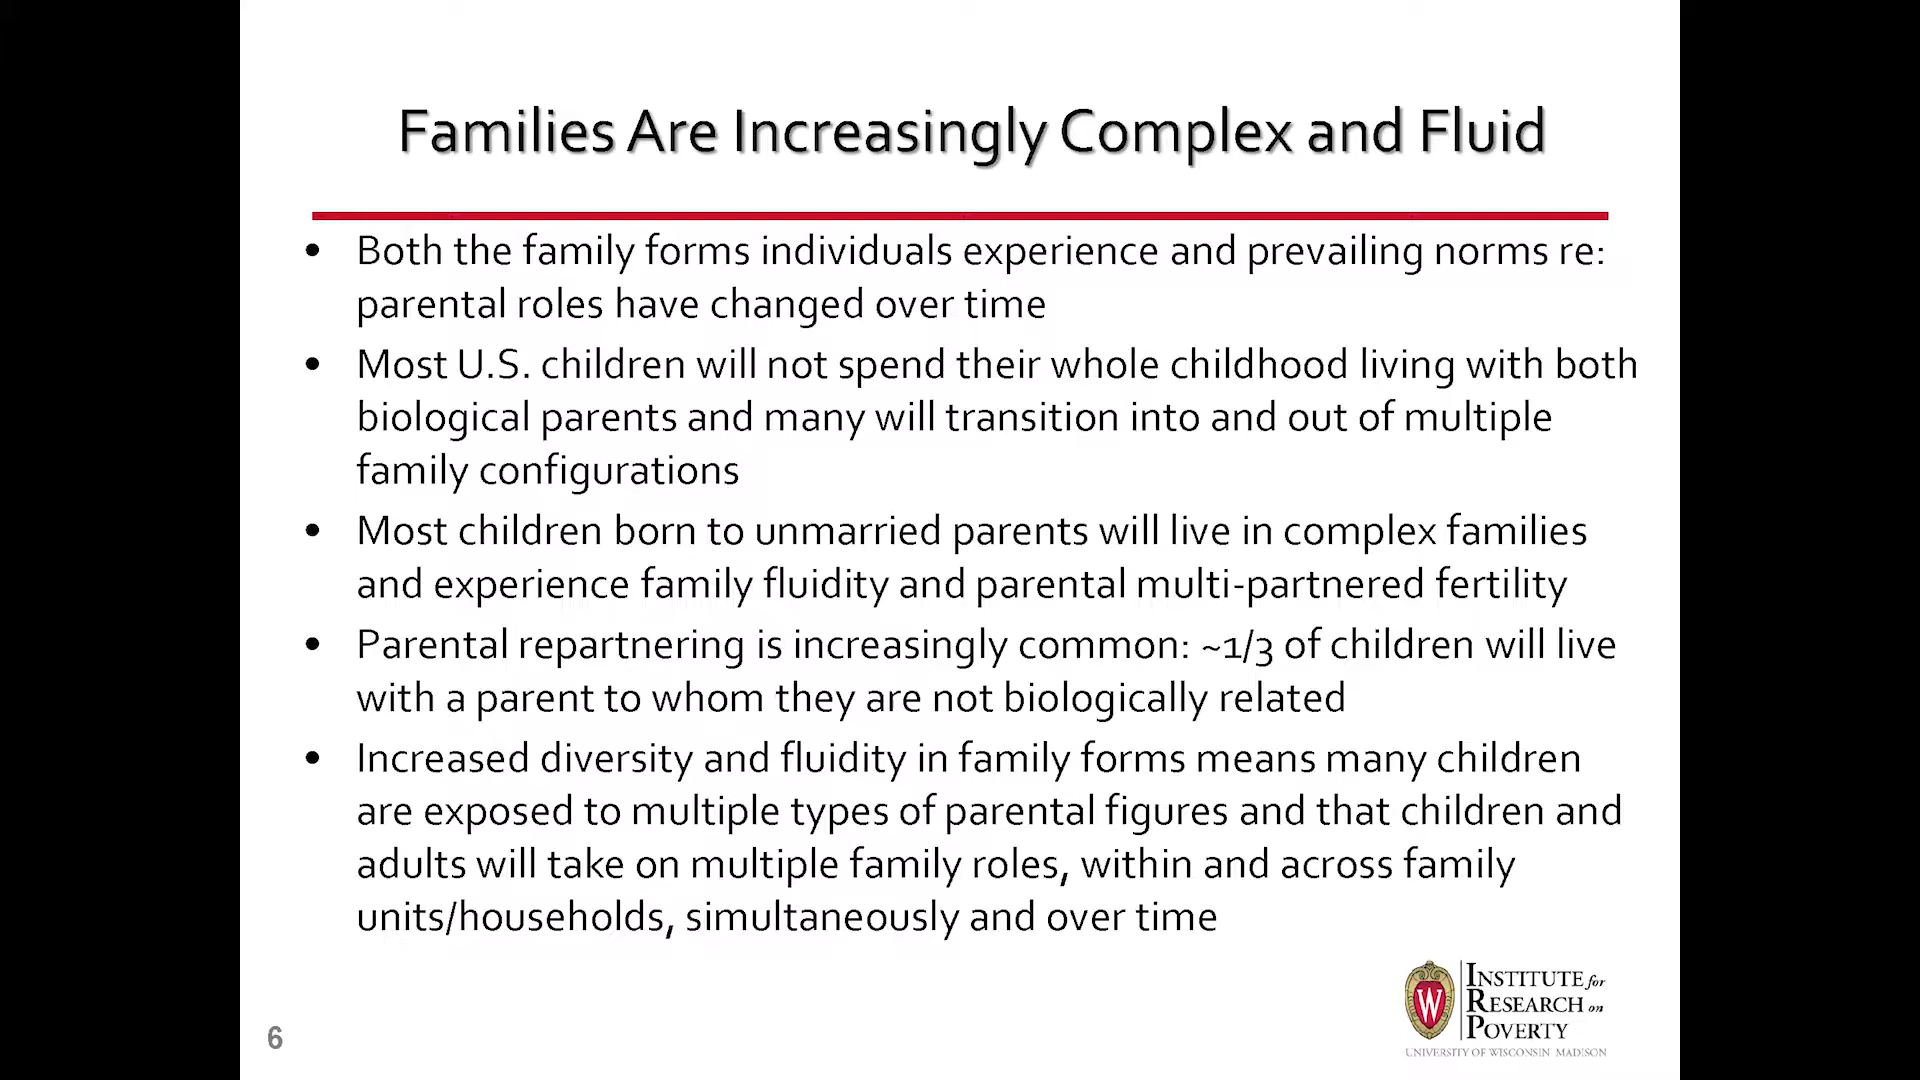 Families Are Increasingly Complex and Fluid
• Both the family forms individuals experience and prevailing norms re:
parental roles have changed over time
• Most U.S. children will not spend their whole childhood living with both
biological parents and many will transition into and out of multiple
family configurations
• Most children born to unmarried parents will live in complex families
and experience family fluidity and parental multi-partnered fertility
• Parental repartnering is increasingly common: ~1/3 of children will live
with a parent to whom they are not biologically related
• Increased diversity and fluidity in family forms means many children
are exposed to multiple types of parental figures and that children and
adults will take on multiple family roles, within and across family
units/households, simultaneously and over time
W
INSTITUTE for
RESEARCH on
POVERTY
UNIVERSITY OF WISCONSIN MADISON
6